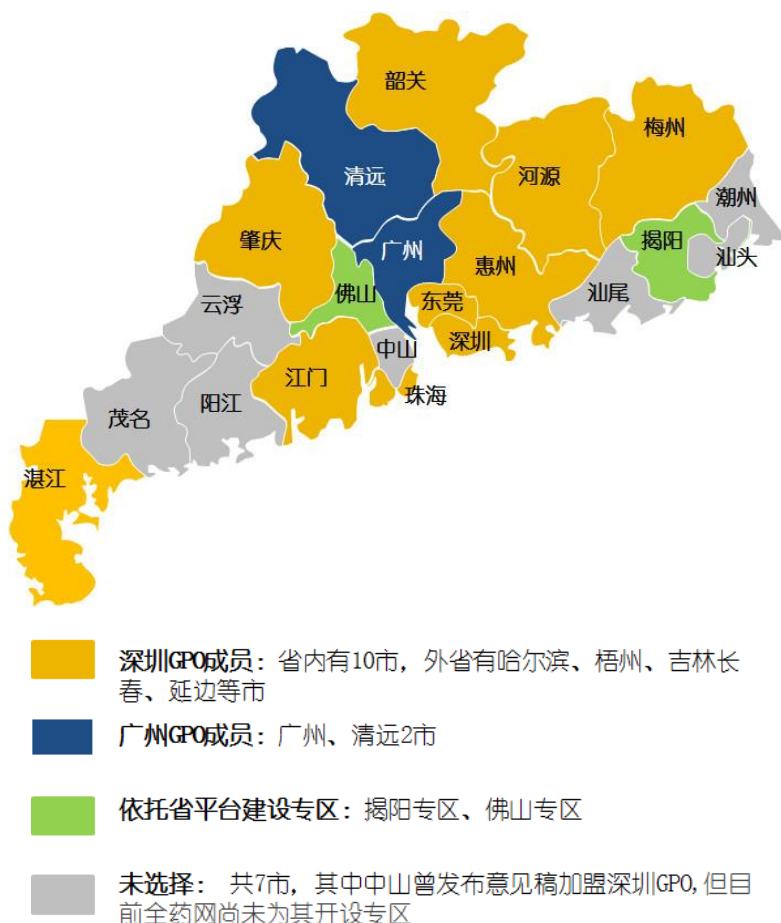 韶关
梅州
清远
河源
潮州
肇庆
广州
揭阳
惠州
汕头
佛山
云浮
东莞
汕尾
深圳
中山
江门
珠海
阳江
茂名
湛江
深圳GPO成员：省内有10市，外省有哈尔滨、梧州、吉林长
春、延边等市
广州GPO成员：广州、清远2市
依托省平台建设专区：揭阳专区、佛山专区
未选择： 共7市，其中中山曾发布意见稿加盟深圳GPO,但目
前全药网尚未为其开设专区